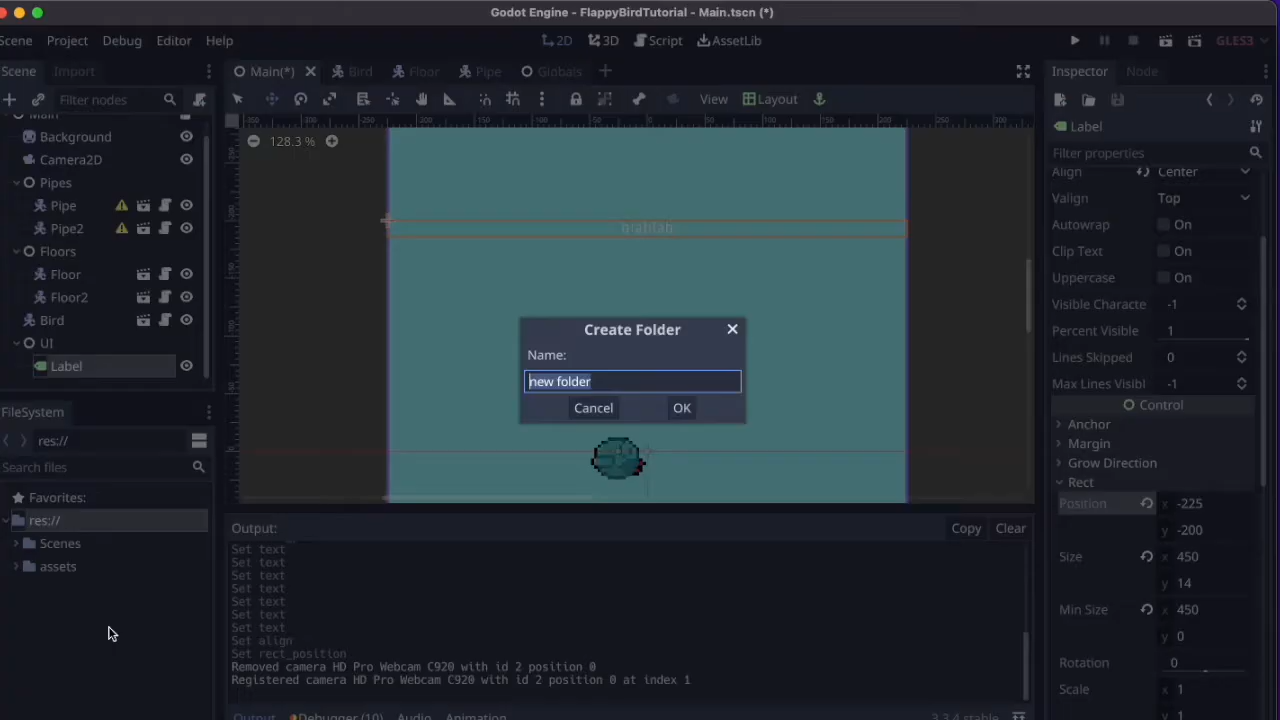 Godot Engine - FlappyBirdTutorial - Main.tscn (*)
Scene Project Debug Editor Help
2D 3D Script AssetLib
GLES3
Scene Import
Main(*) Bird Floor Pipe Globals
Inspector Node
Filter nodes
View Layout
Main
Background
Camera2D
Pipes
Pipe
Pipe2
Floors
Floor
Floor2
Bird
UI
Label
128.3 %
Label
Filter properties
Align Center
Valign Top
Autowrap On
Clip Text On
Uppercase On
Visible Characte -1
Percent Visible 1
Lines Skipped 0
Max Lines Visibl -1
Control
Anchor
Margin
Grow Direction
Rect
Position x -225
y -200
Size x 450
y 14
Min Size x 450
y 0
Rotation 0
Scale x 1
y 1
Create Folder
Name:
new folder
Cancel OK
FileSystem
res://
Search files
Favorites:
res://
Scenes
assets
Output: Copy Clear
Set text
Set text
Set text
Set text
Set text
Set text
Set text
Set align
Set rect_position
Removed camera HD Pro Webcam C920 with id 2 position 0
Registered camera HD Pro Webcam C920 with id 2 position 0 at index 1
Output Debugger (10) Audio Animation 3.3.4.stable